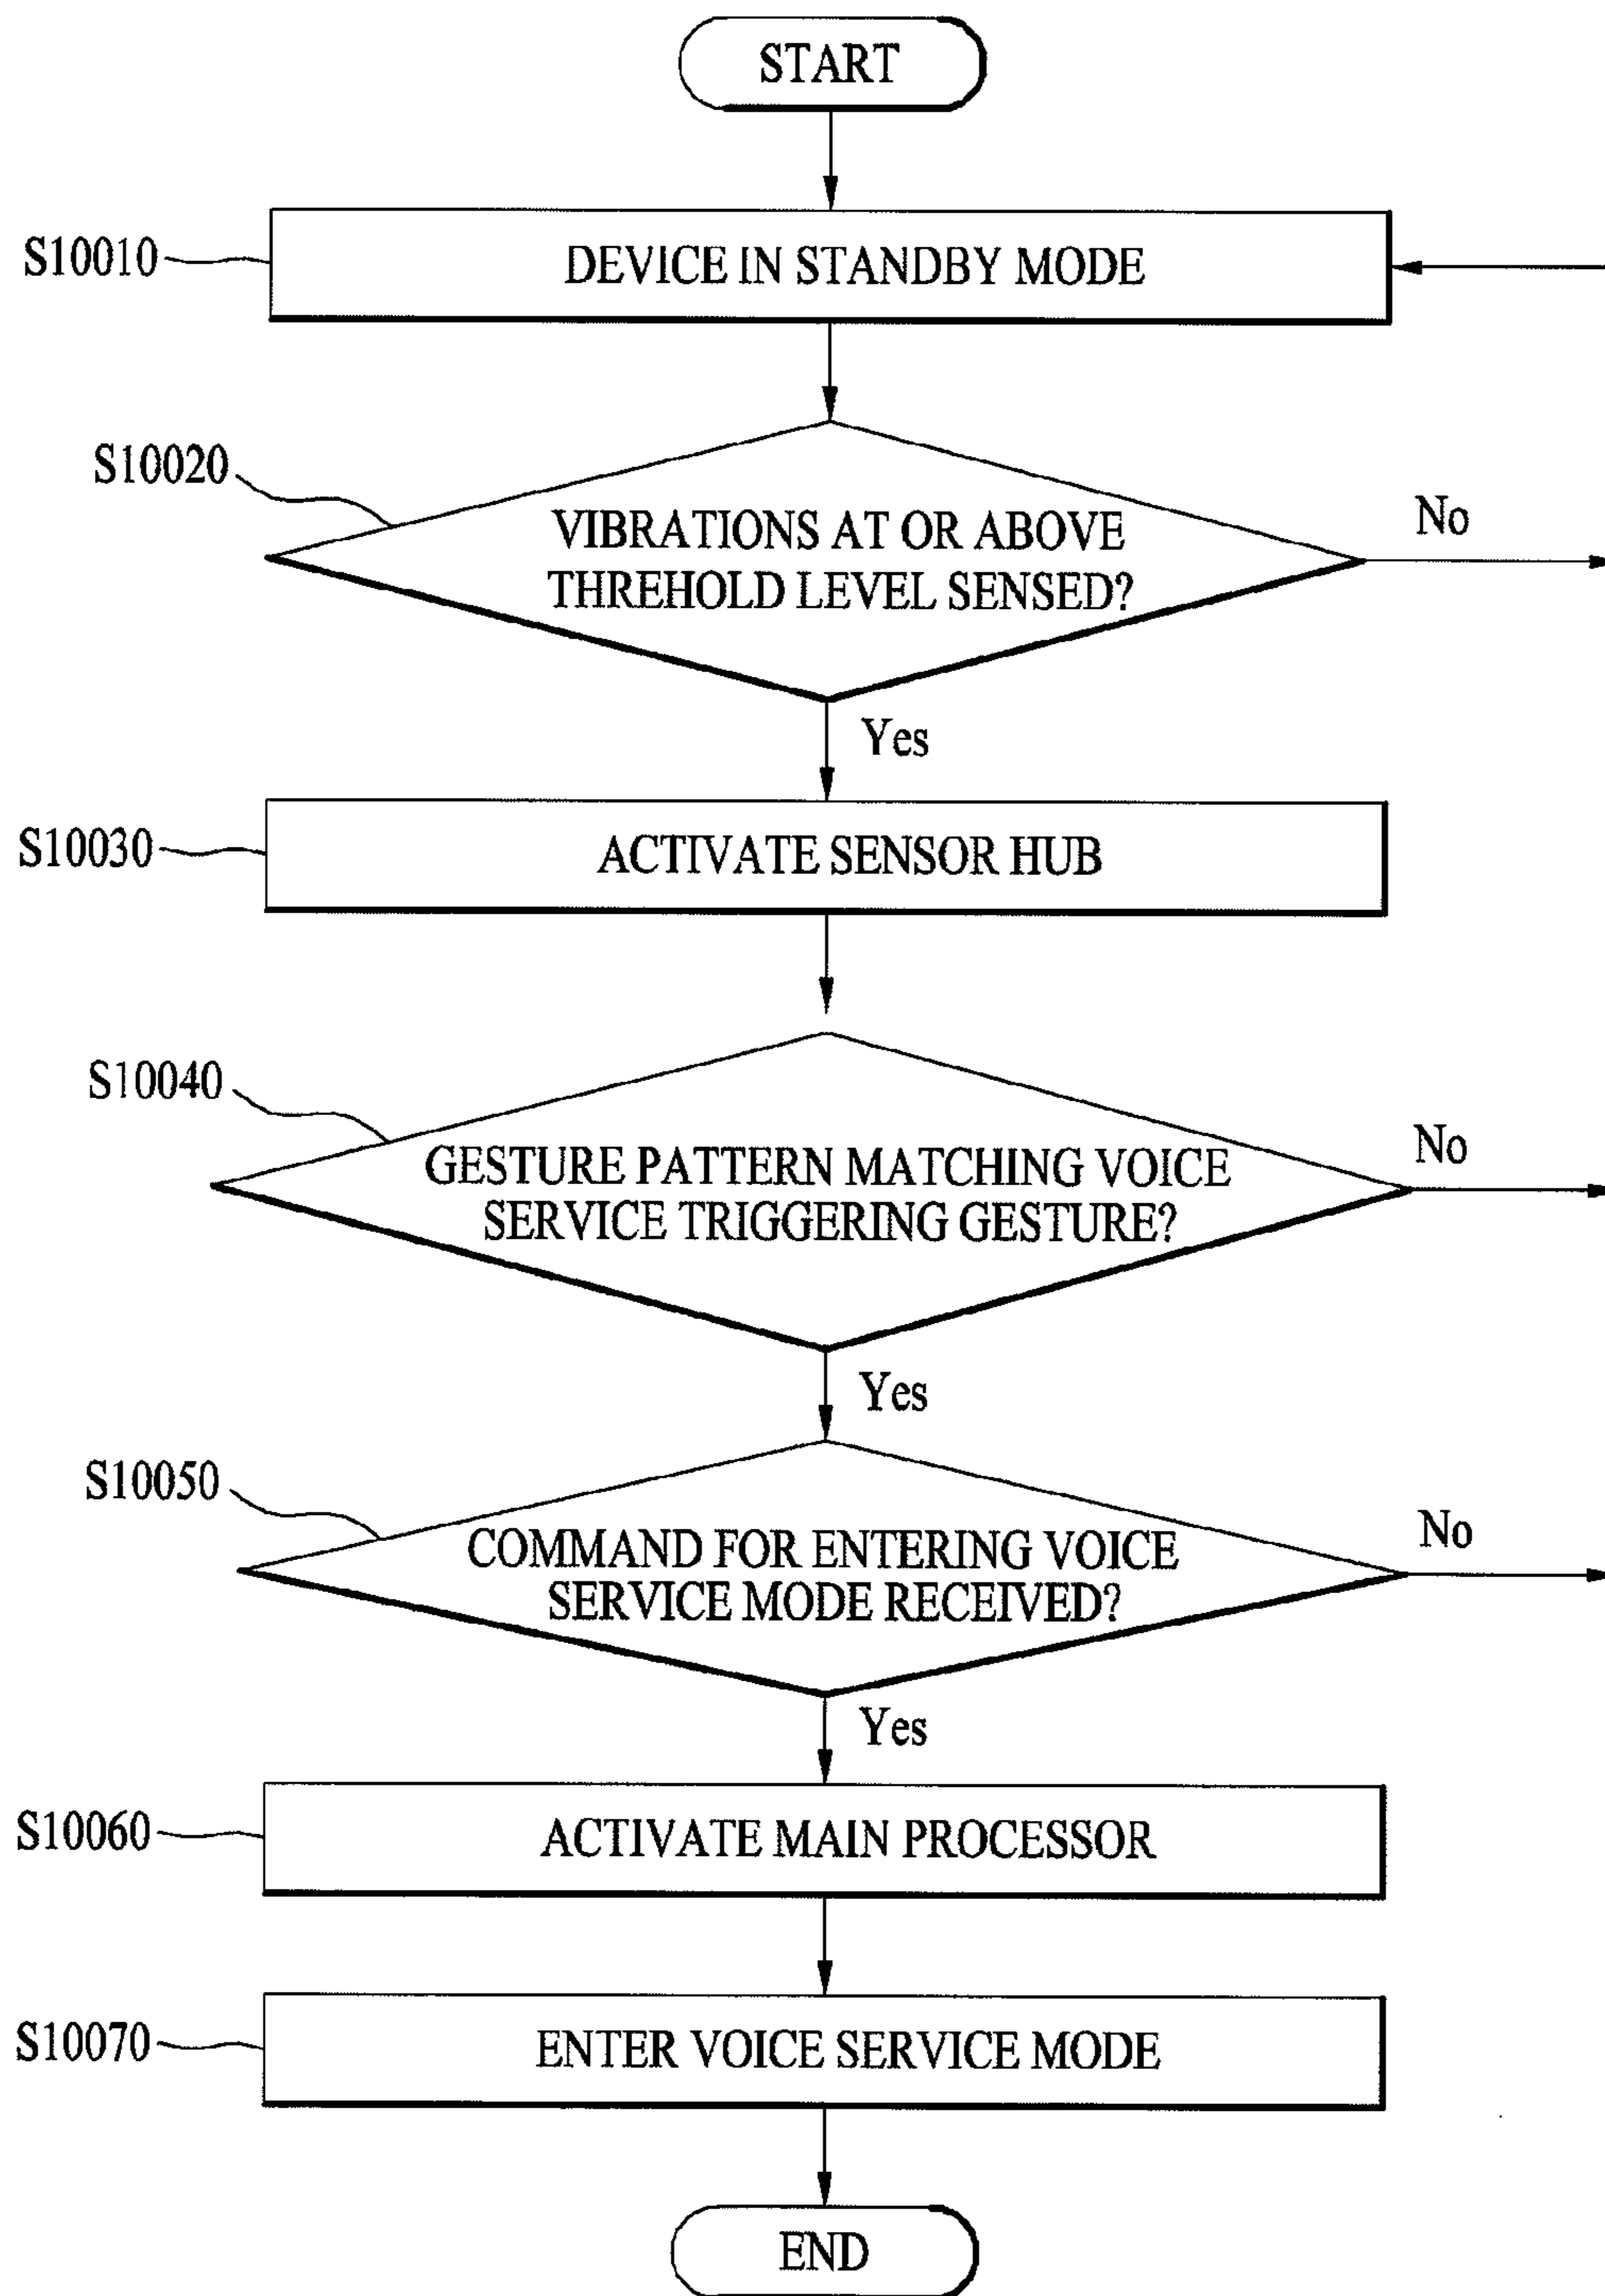 START
S10010
DEVICE IN STANDBY MODE
S10020
VIBRATIONS AT OR ABOVE
THREHOLD LEVEL SENSED?
No
Yes
S10030
ACTIVATE SENSOR HUB
S10040
GESTURE PATTERN MATCHING VOICE
SERVICE TRIGGERING GESTURE?
No
Yes
S10050
COMMAND FOR ENTERING VOICE
SERVICE MODE RECEIVED?
No
Yes
S10060
ACTIVATE MAIN PROCESSOR
S10070
ENTER VOICE SERVICE MODE
END